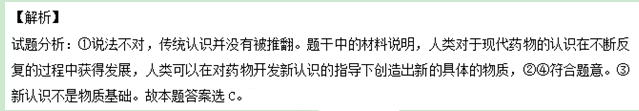 【解析】
试题分析：①说法不对，传统认识并没有被推翻。题干中的材料说明，人类对于现代药物的认识在不断反
复的过程中获得发展，人类可以在对药物开发新认识的指导下创造出新的具体的物质，②④符合题意。③
新认识不是物质基础。故本题答案选 C。